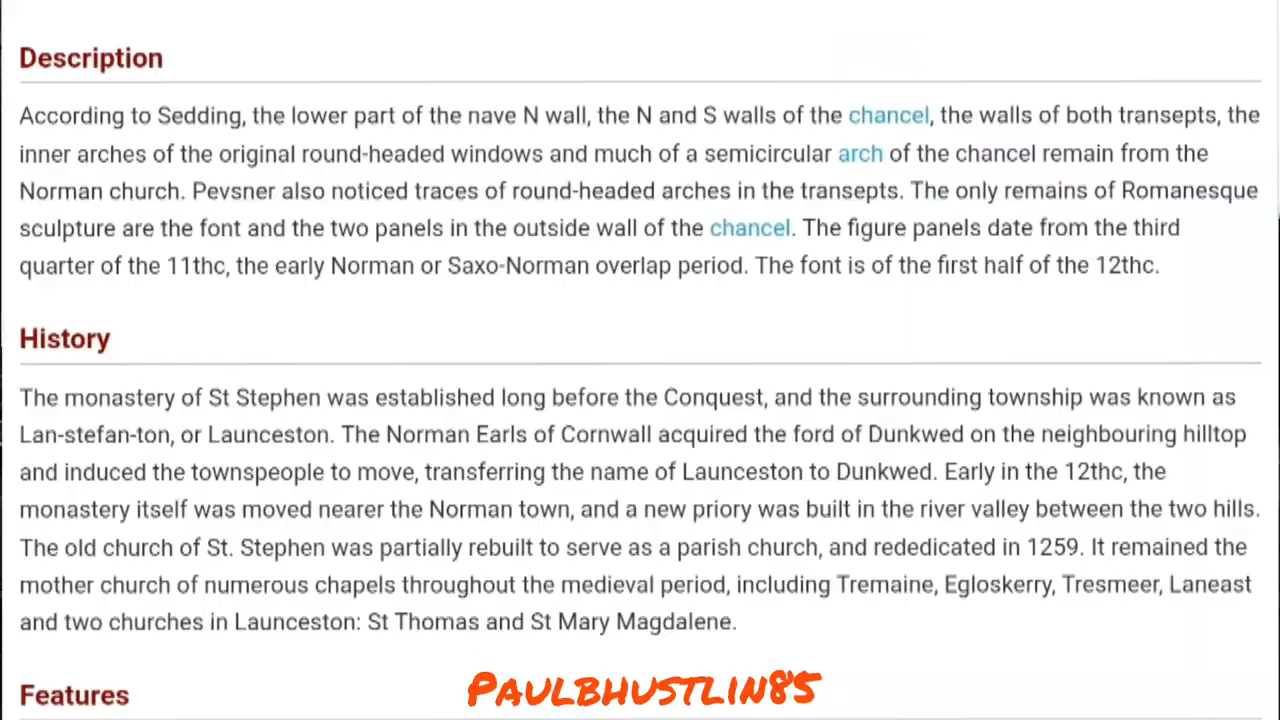 Description
According to Sedding, the lower part of the nave N wall, the N and S walls of the chancel, the walls of both transepts, the
inner arches of the original round-headed windows and much of a semicircular arch of the chancel remain from the
Norman church. Pevsner also noticed traces of round-headed arches in the transepts. The only remains of Romanesque
sculpture are the font and the two panels in the outside wall of the chancel. The figure panels date from the third
quarter of the 11thc, the early Norman or Saxo-Norman overlap period. The font is of the first half of the 12thc.
History
The monastery of St Stephen was established long before the Conquest, and the surrounding township was known as
Lan-stefan-ton, or Launceston. The Norman Earls of Cornwall acquired the ford of Dunkwed on the neighbouring hilltop
and induced the townspeople to move, transferring the name of Launceston to Dunkwed. Early in the 12thc, the
monastery itself was moved nearer the Norman town, and a new priory was built in the river valley between the two hills.
The old church of St. Stephen was partially rebuilt to serve as a parish church, and rededicated in 1259. It remained the
mother church of numerous chapels throughout the medieval period, including Tremaine, Egloskerry, Tresmeer, Laneast
and two churches in Launceston: St Thomas and St Mary Magdalene.
Features
PAULBHUSTLIN85